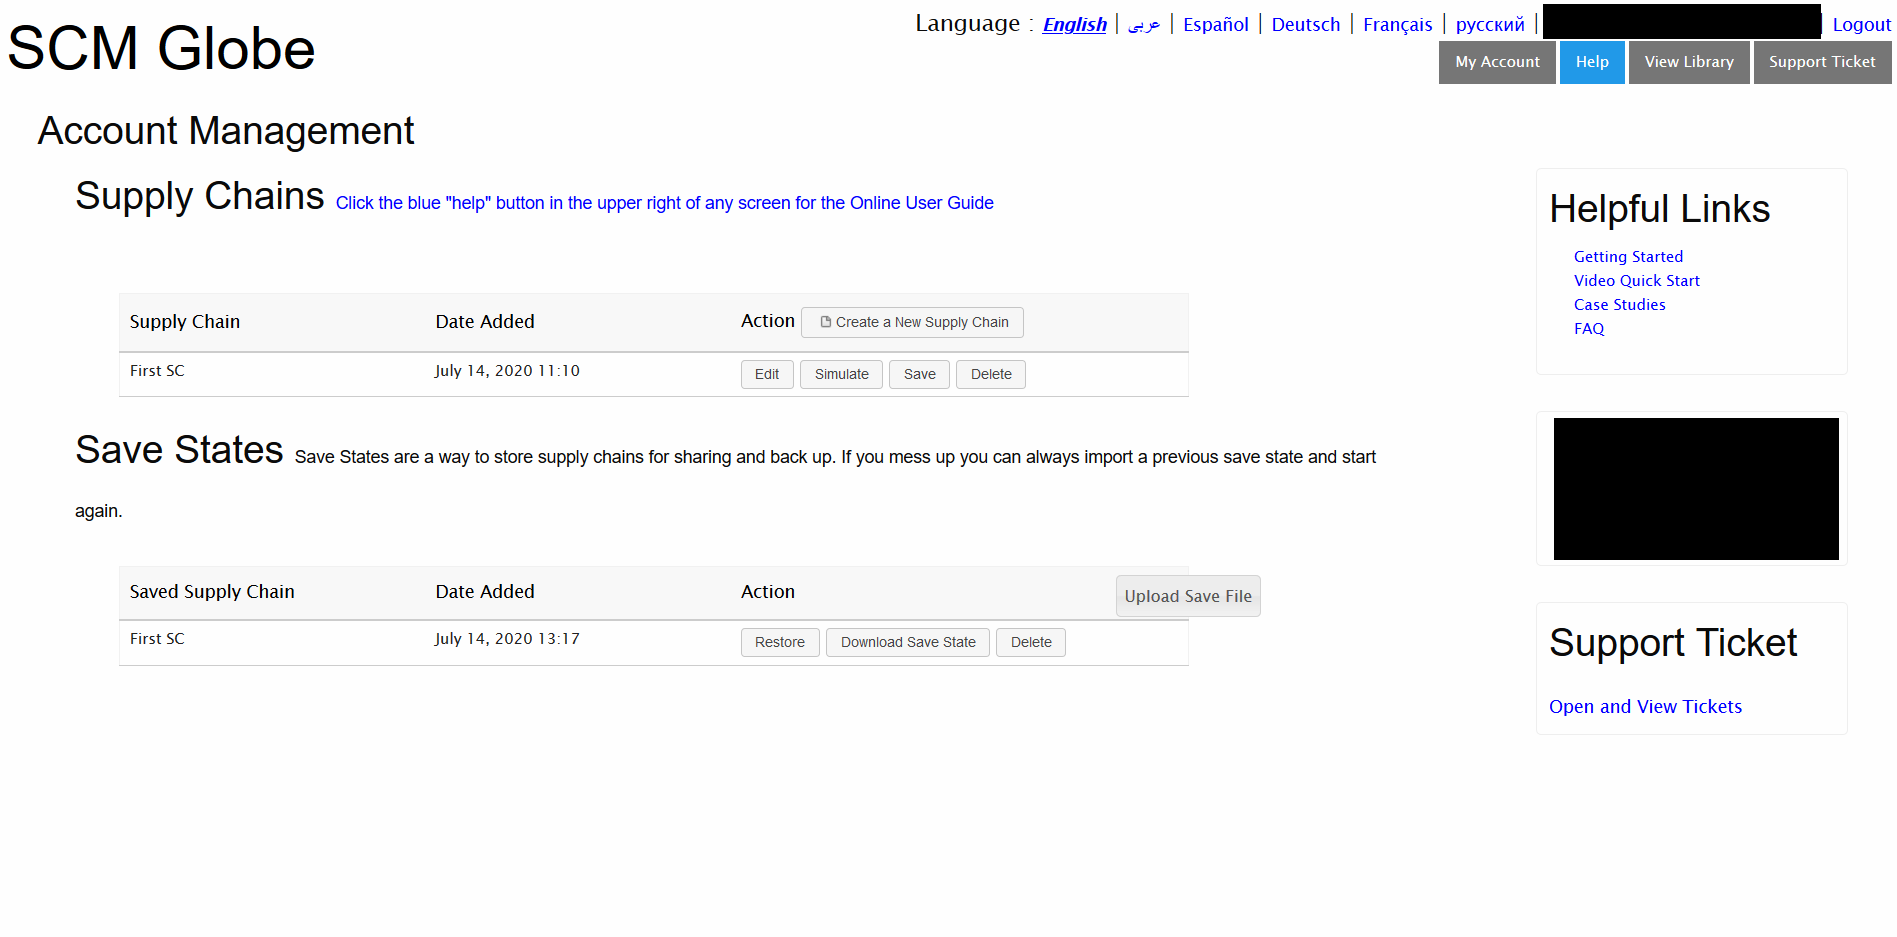 SCM Globe
Language : English | عربى | Español | Deutsch | Français | русский | Logout
My Account Help View Library Support Ticket
Account Management
Supply Chains Click the blue "help" button in the upper right of any screen for the Online User Guide
Supply Chain Date Added Action Create a New Supply Chain
First SC July 14, 2020 11:10 Edit Simulate Save Delete
Save States Save States are a way to store supply chains for sharing and back up. If you mess up you can always import a previous save state and start
again.
Saved Supply Chain Date Added Action Upload Save File
First SC July 14, 2020 13:17 Restore Download Save State Delete
Helpful Links
Getting Started
Video Quick Start
Case Studies
FAQ
Support Ticket
Open and View Tickets